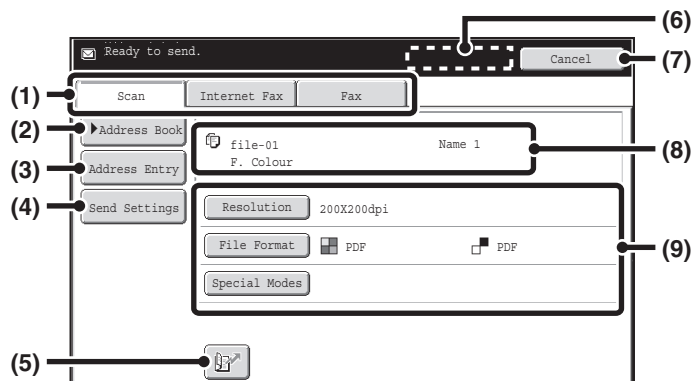 (6)
Ready to send.
Cancel
(7)
(1)
Scan
Internet Fax
Fax
(2)
Address Book
file-01
Name 1
F. Colour
(8)
(3)
Address Entry
(4)
Send Settings
Resolution
200X200dpi
File Format
PDF
PDF
(9)
Special Modes
(5)